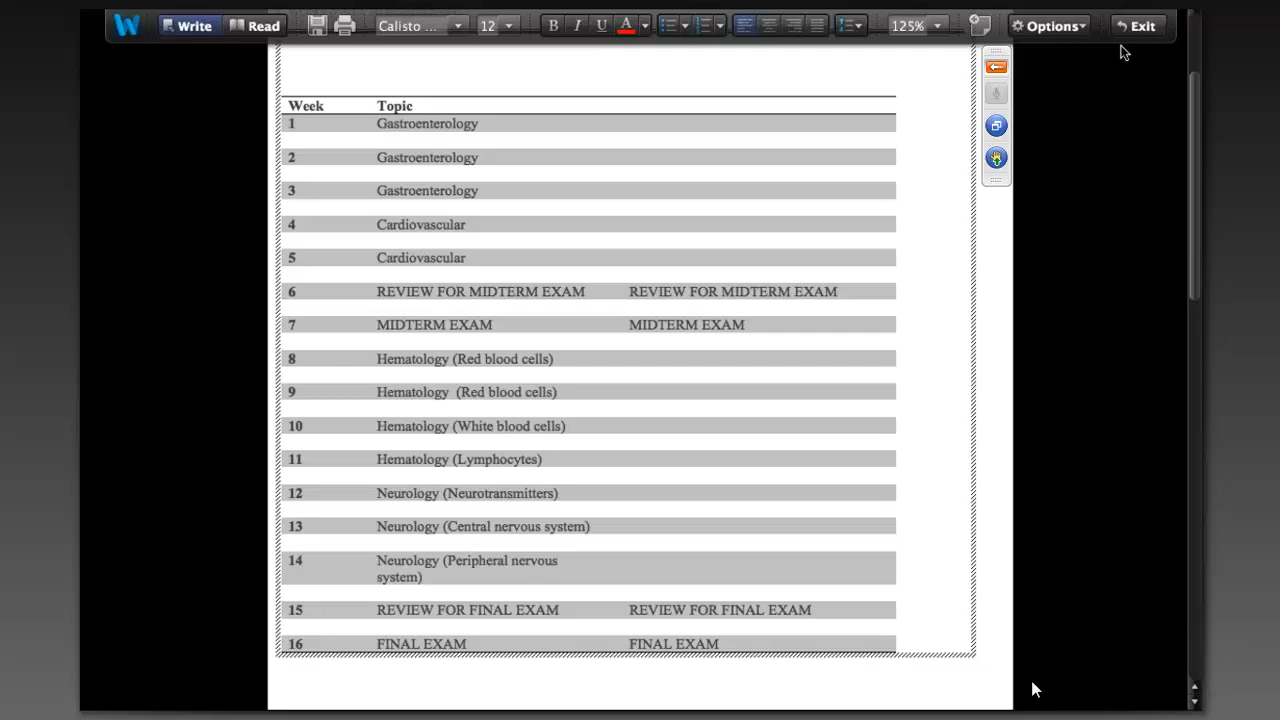 W Write Read Calisto ... 12 B I U A 125% Options Exit
Week Topic
1 Gastroenterology
2 Gastroenterology
3 Gastroenterology
4 Cardiovascular
5 Cardiovascular
6 REVIEW FOR MIDTERM EXAM REVIEW FOR MIDTERM EXAM
7 MIDTERM EXAM MIDTERM EXAM
8 Hematology (Red blood cells)
9 Hematology (Red blood cells)
10 Hematology (White blood cells)
11 Hematology (Lymphocytes)
12 Neurology (Neurotransmitters)
13 Neurology (Central nervous system)
14 Neurology (Peripheral nervous
system)
15 REVIEW FOR FINAL EXAM REVIEW FOR FINAL EXAM
16 FINAL EXAM FINAL EXAM